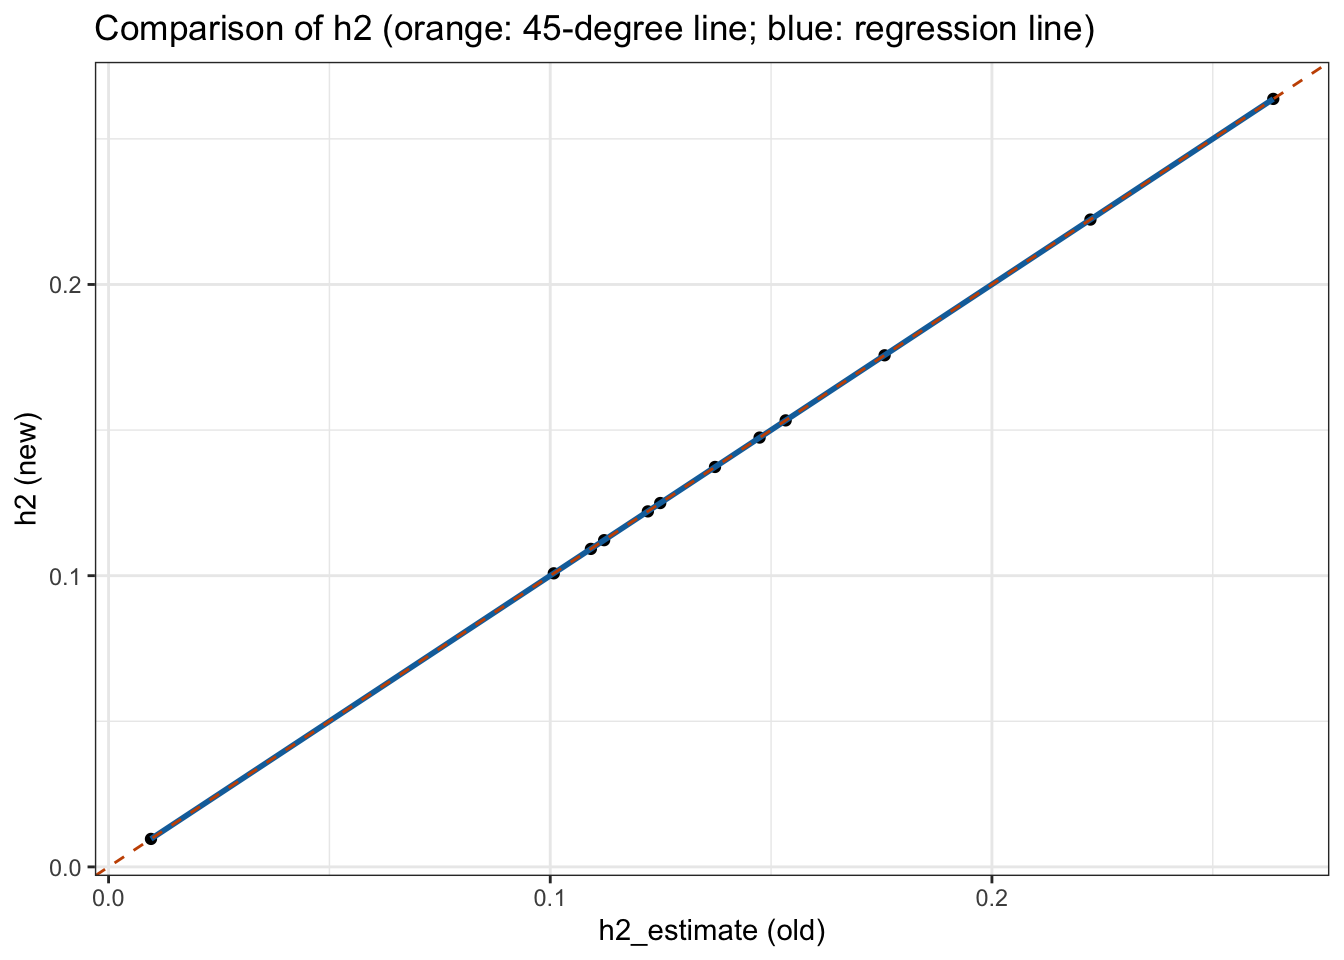 Comparison of h2 (orange: 45-degree line; blue: regression line)
h2 (new)
0.2
0.1
0.0
0.0 0.1 0.2
h2_estimate (old)